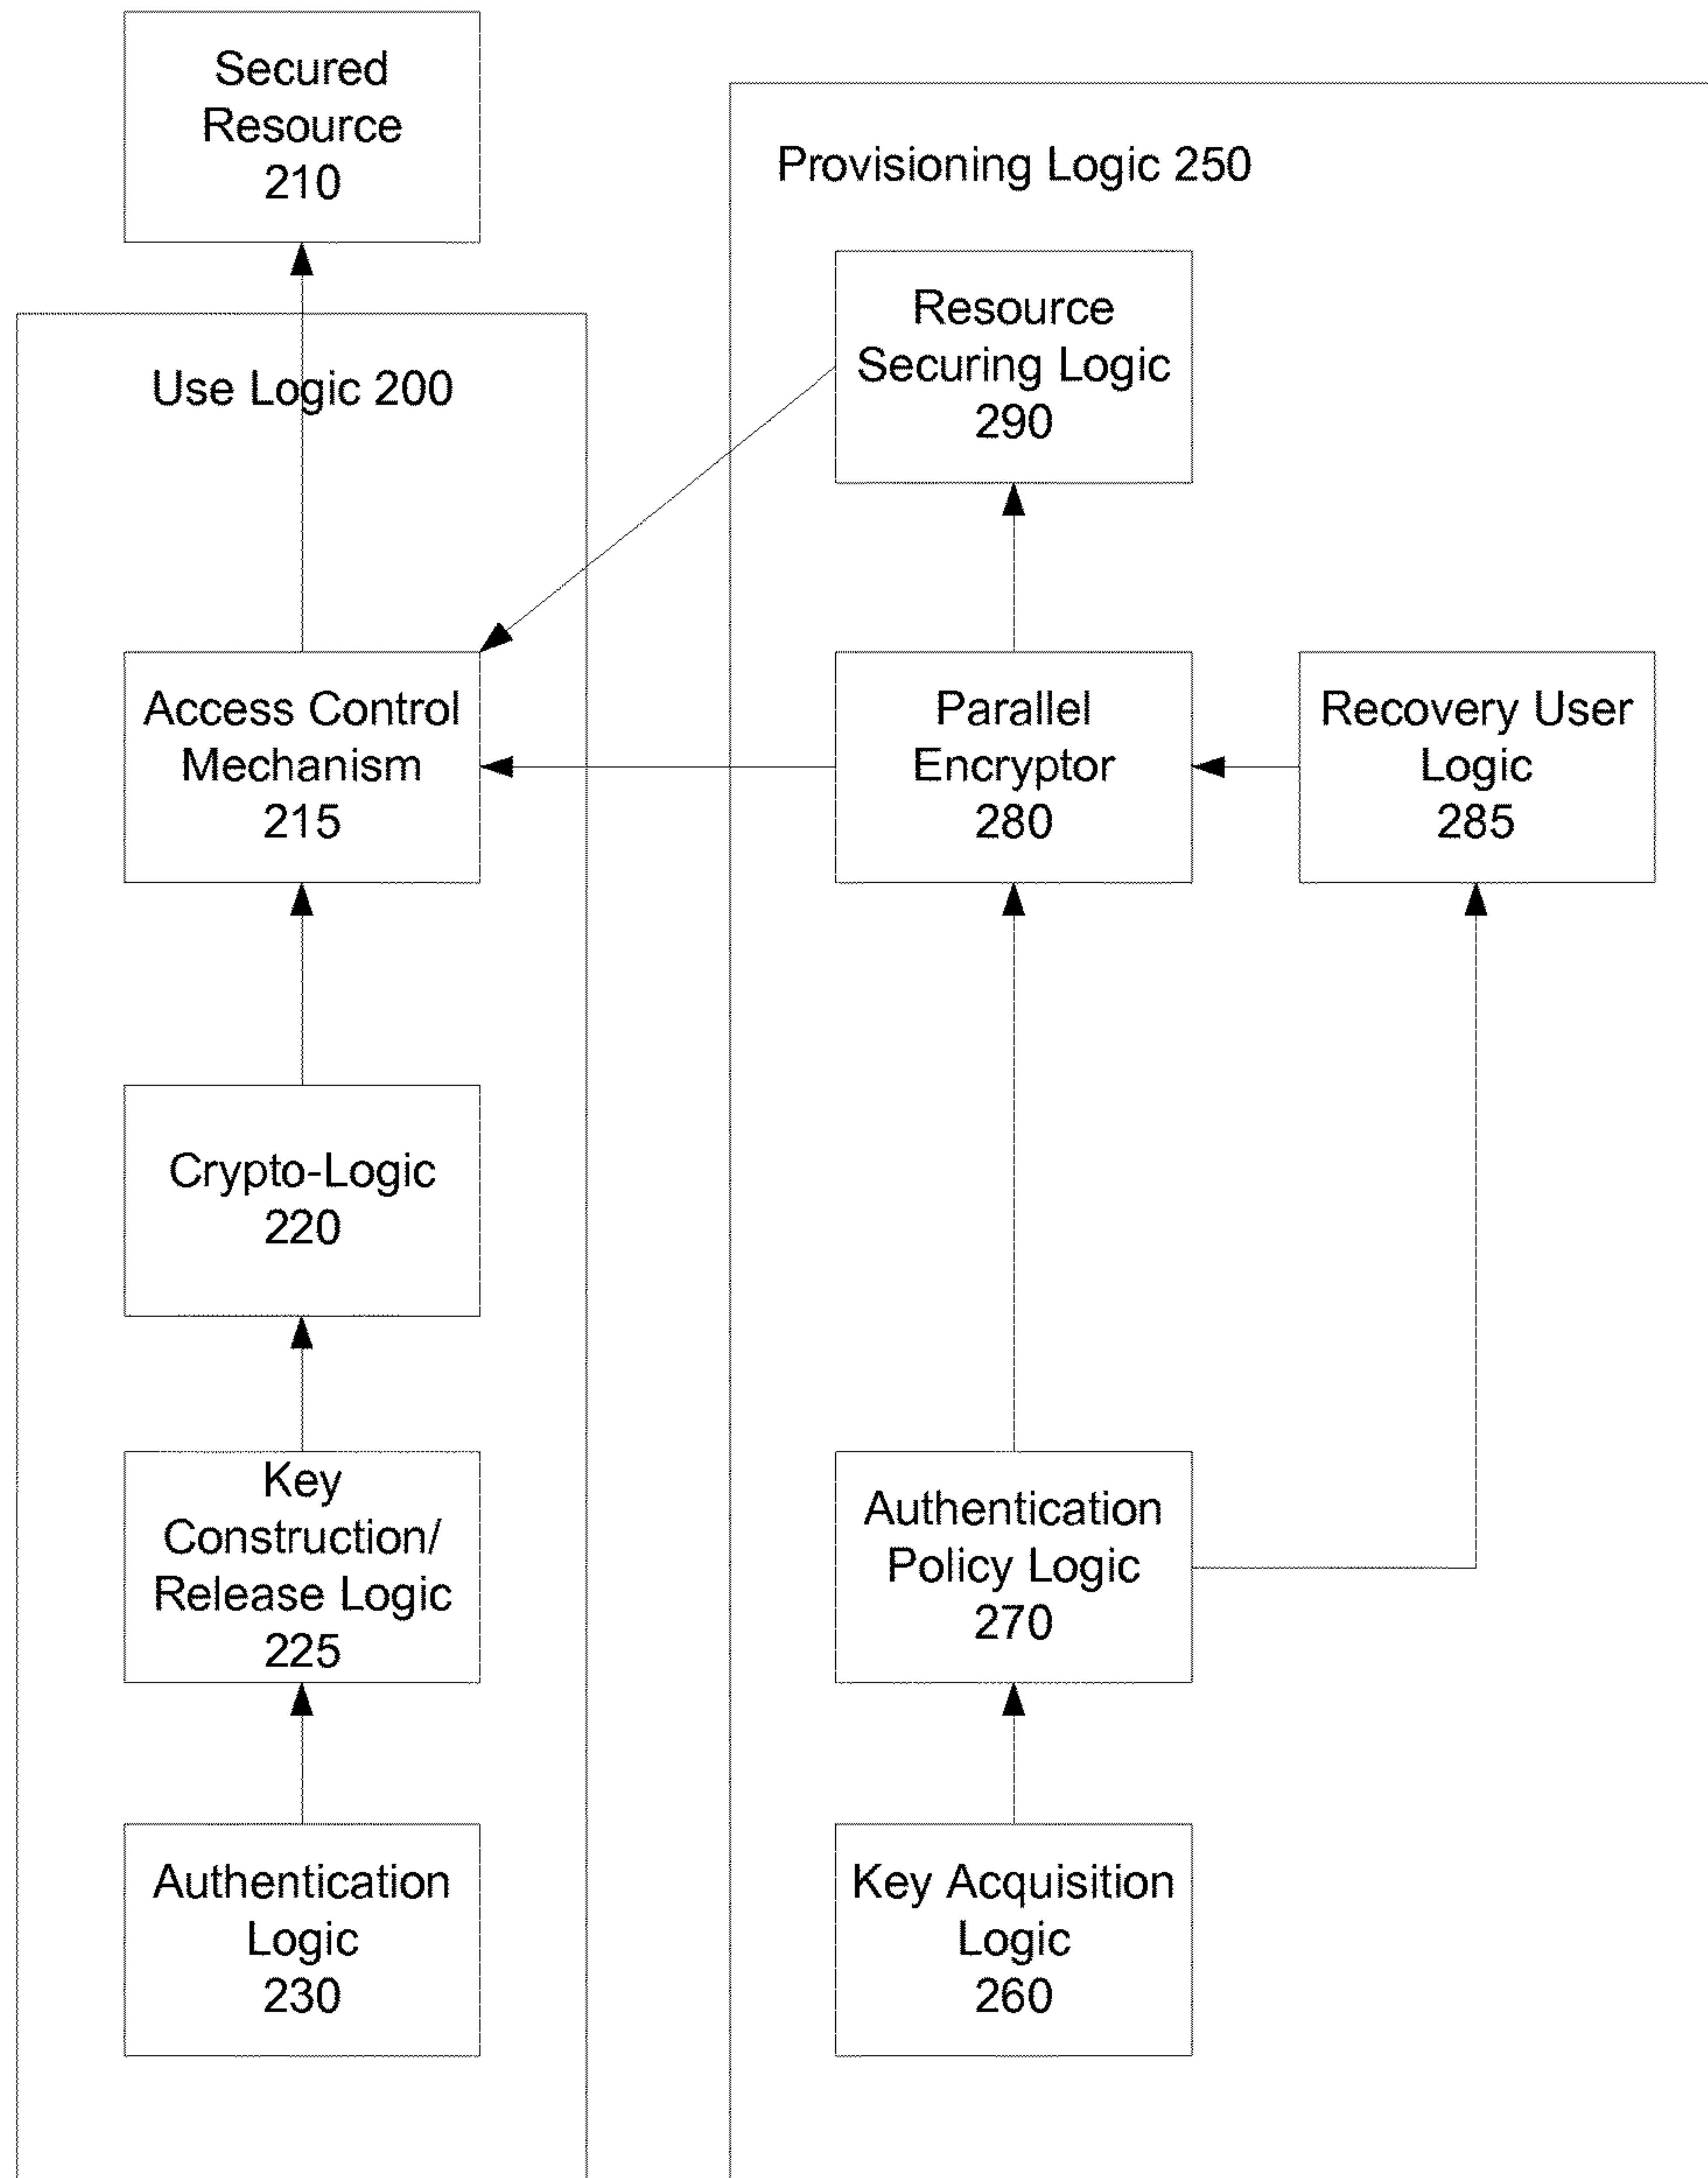 Secured
Resource
210
Provisioning Logic 250
Use Logic 200
Resource
Securing Logic
290
Access Control
Mechanism
215
Parallel
Encryptor
280
Recovery User
Logic
285
Crypto-Logic
220
Key
Construction/
Release Logic
225
Authentication
Policy Logic
270
Authentication
Logic
230
Key Acquisition
Logic
260